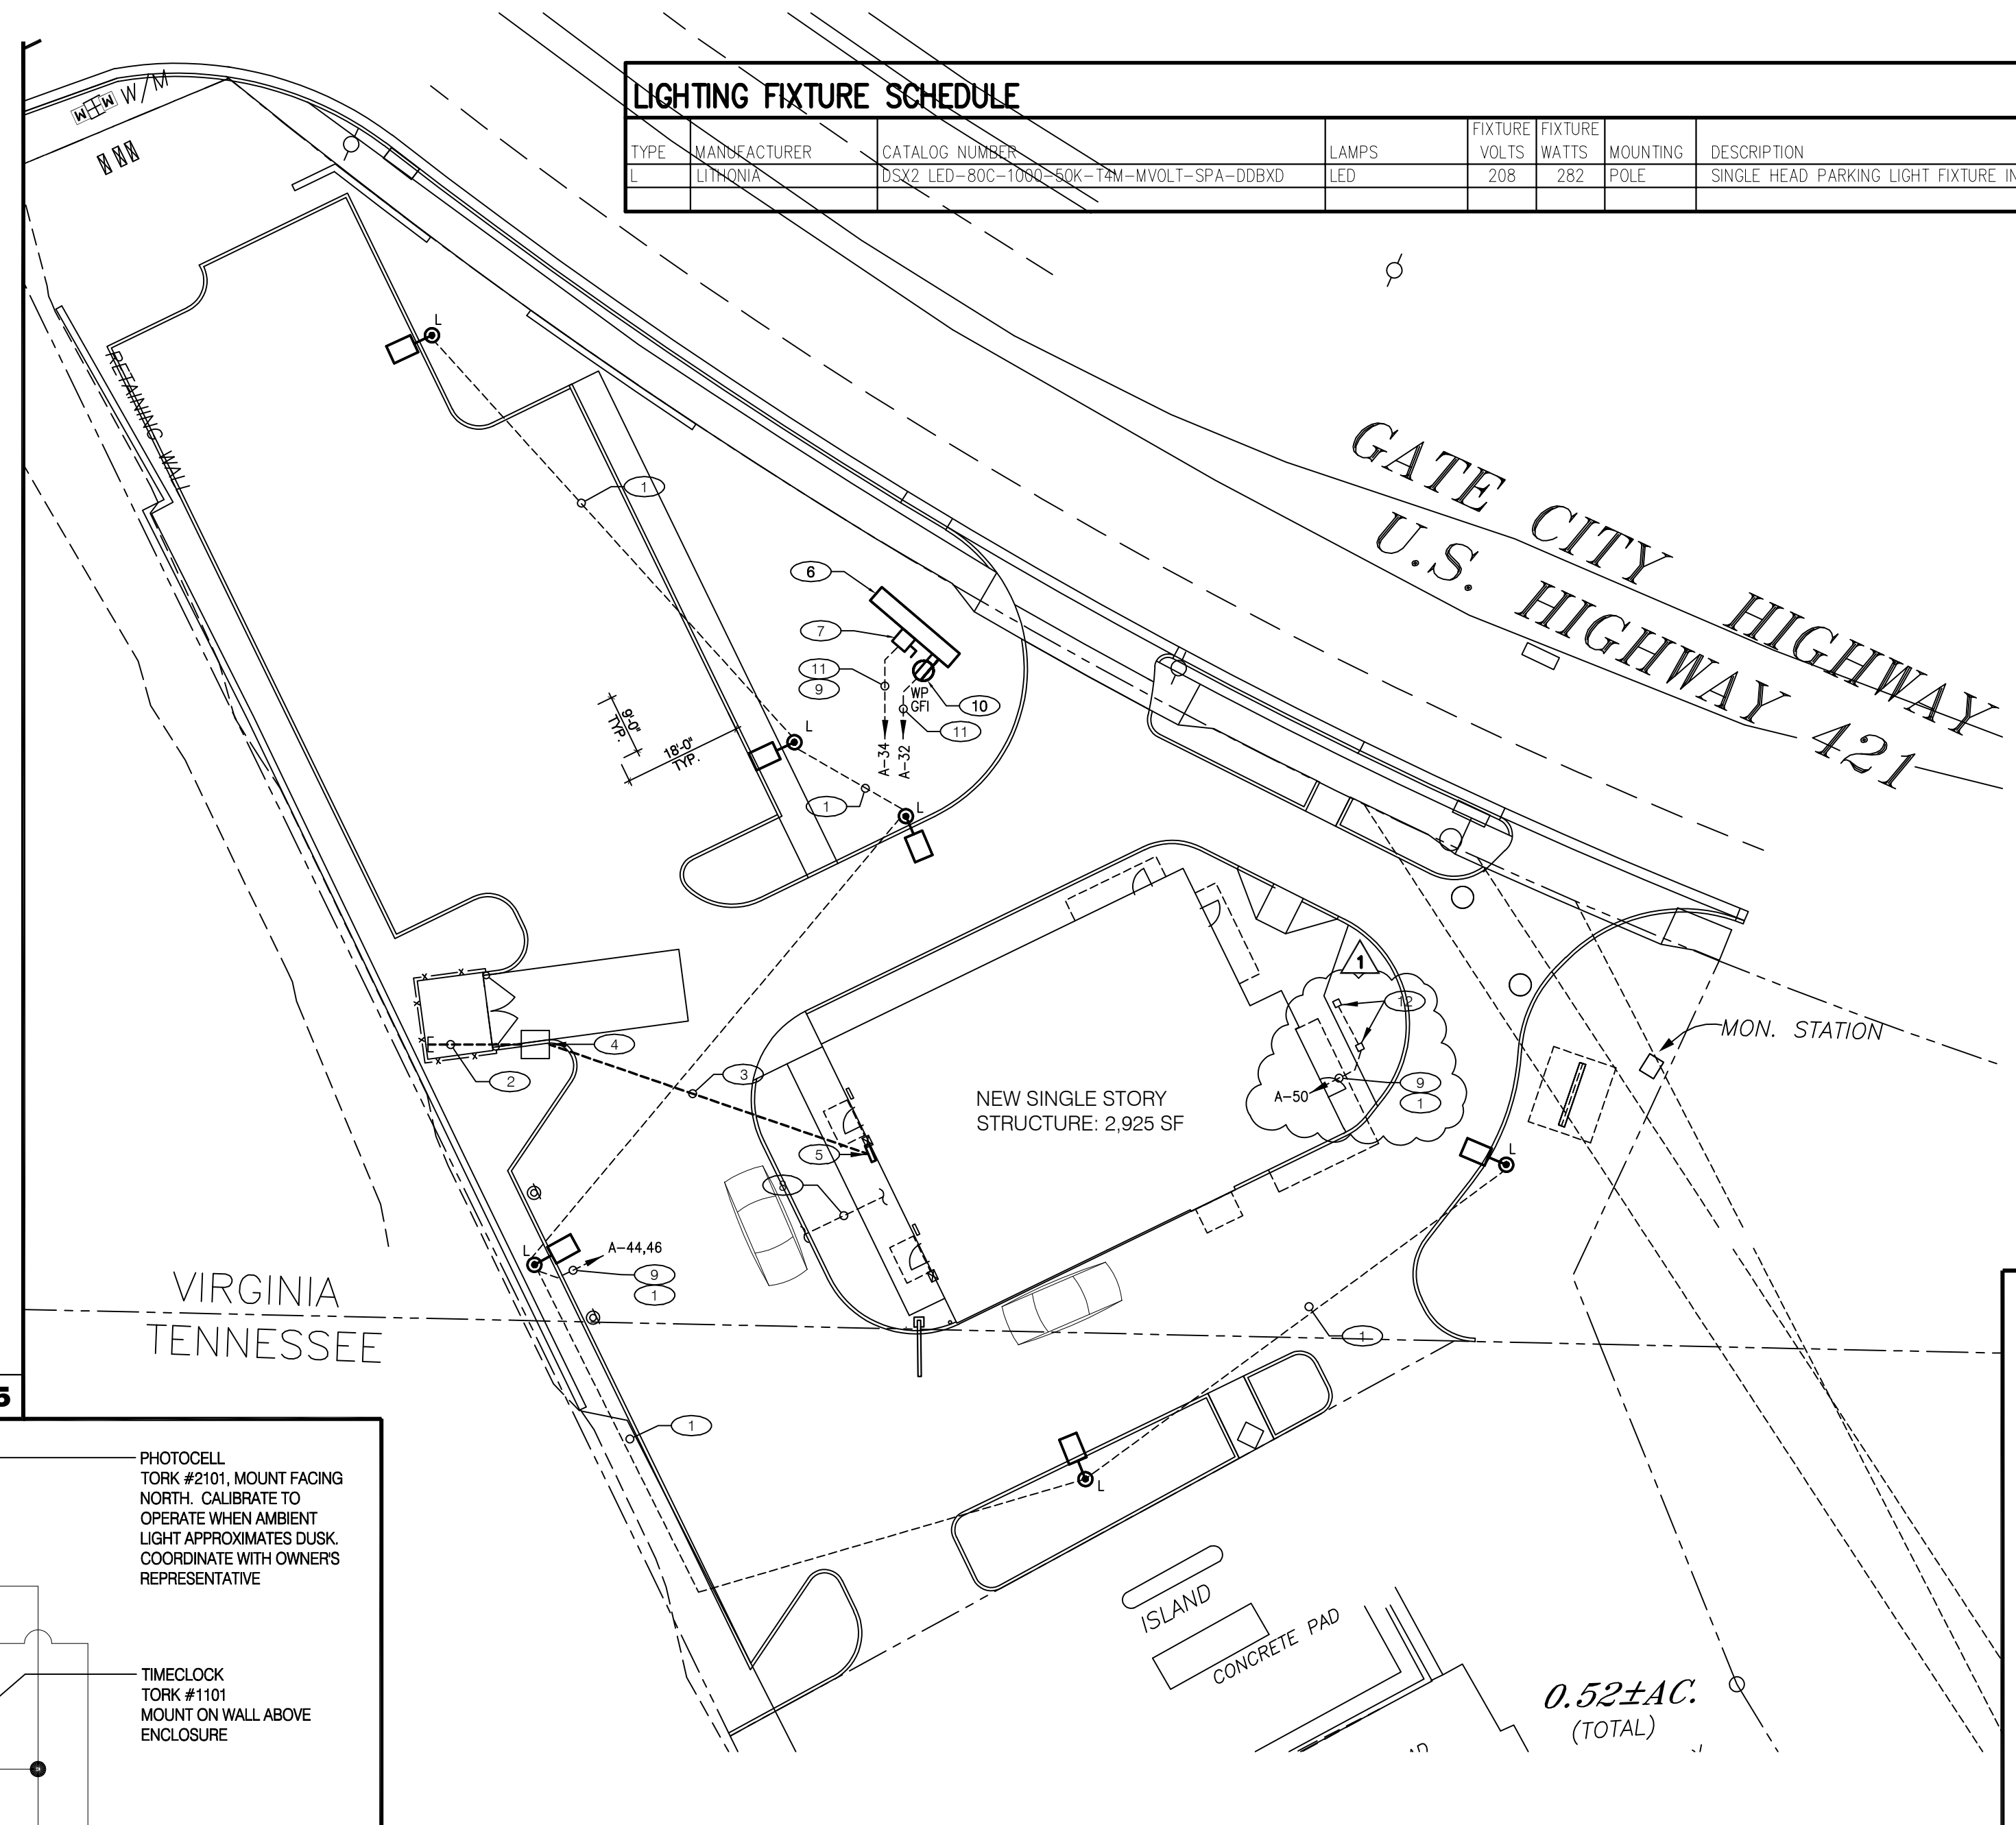 W/M
M M
LIGHTING FIXTURE SCHEDULE
TYPE MANUFACTURER CATALOG NUMBER LAMPS FIXTURE VOLTS FIXTURE WATTS MOUNTING DESCRIPTION
L LITHONIA DSX2 LED-80C-1000-50K-T4M-MVOLT-SPA-DDBXD LED 208 282 POLE SINGLE HEAD PARKING LIGHT FIXTURE IN
RETAINING WALL
L
1
GATE CITY HIGHWAY
U.S. HIGHWAY 421
6
7
11
9
WP
GFI
10
11
A-34
A-32
9'-0"
TYP.
18'-0"
TYP.
L
1
L
1
12
4
2
3
MON. STATION
NEW SINGLE STORY
STRUCTURE: 2,925 SF
A-50
9
1
5
8
L
L
A-44,46
9
1
VIRGINIA
TENNESSEE
1
1
L
5
PHOTOCELL
TORK #2101, MOUNT FACING
NORTH. CALIBRATE TO
OPERATE WHEN AMBIENT
LIGHT APPROXIMATES DUSK.
COORDINATE WITH OWNER'S
REPRESENTATIVE
TIMECLOCK
TORK #1101
MOUNT ON WALL ABOVE
ENCLOSURE
ISLAND
CONCRETE PAD
0.52±AC.
(TOTAL)